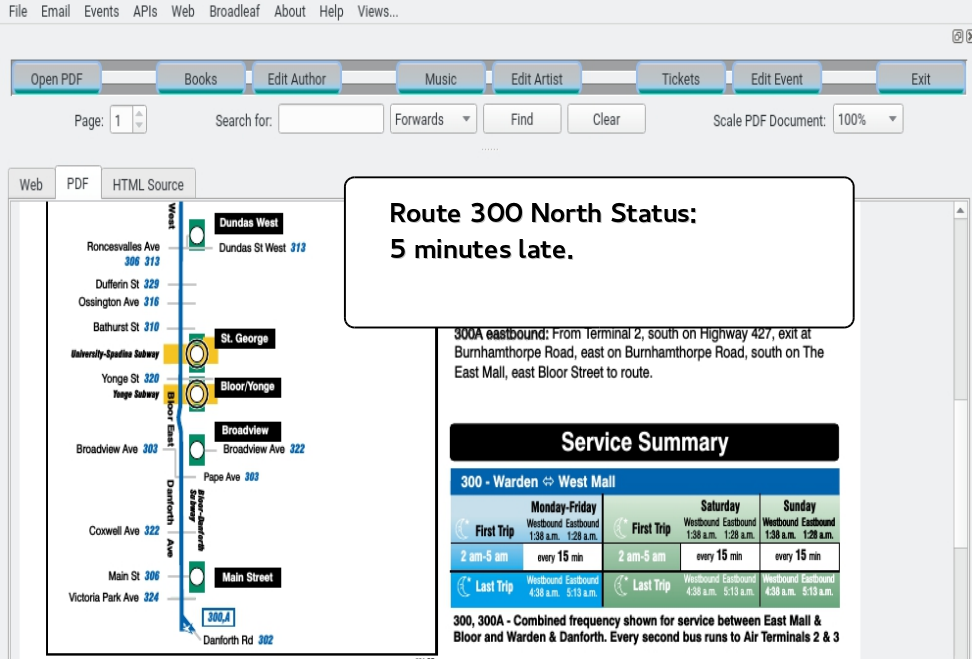 File Email Events APIs Web Broadleaf About Help Views...
Open PDF Books Edit Author Music Edit Artist Tickets Edit Event Exit
Page: 1 Search for: Forwards Find Clear Scale PDF Document: 100%
Web PDF HTML Source
Route 300 North Status:
5 minutes late.
West
Dundas West
Roncesvalles Ave
306 313
Dundas St West 313
Dufferin St 329
Ossington Ave 316
Bathurst St 310
St. George
University-Spadina Subway
Yonge St 320
Yonge Subway
Bloor/Yonge
Bloor East
Broadview
Broadview Ave 303
Broadview Ave 322
Pape Ave 303
Danforth Ave
Bloor-Danforth
Subway
Coxwell Ave 322
Main St 306
Main Street
Victoria Park Ave 324
300,A
Danforth Rd 302
300A eastbound: From Terminal 2, south on Highway 427, exit at
Burnhamthorpe Road, east on Burnhamthorpe Road, south on The
East Mall, east Bloor Street to route.
Service Summary
300 - Warden ⇔ West Mall
Monday-Friday Saturday Sunday
First Trip Westbound Eastbound First Trip Westbound Eastbound Westbound Eastbound
1:38 a.m. 1:28 a.m. 1:38 a.m. 1:28 a.m. 1:38 a.m. 1:28 a.m.
2 am-5 am every 15 min 2 am-5 am every 15 min every 15 min
Last Trip Westbound Eastbound Last Trip Westbound Eastbound Westbound Eastbound
4:38 a.m. 5:13 a.m. 4:38 a.m. 5:13 a.m. 4:38 a.m. 5:13 a.m.
300, 300A - Combined frequency shown for service between East Mall &
Bloor and Warden & Danforth. Every second bus runs to Air Terminals 2 & 3